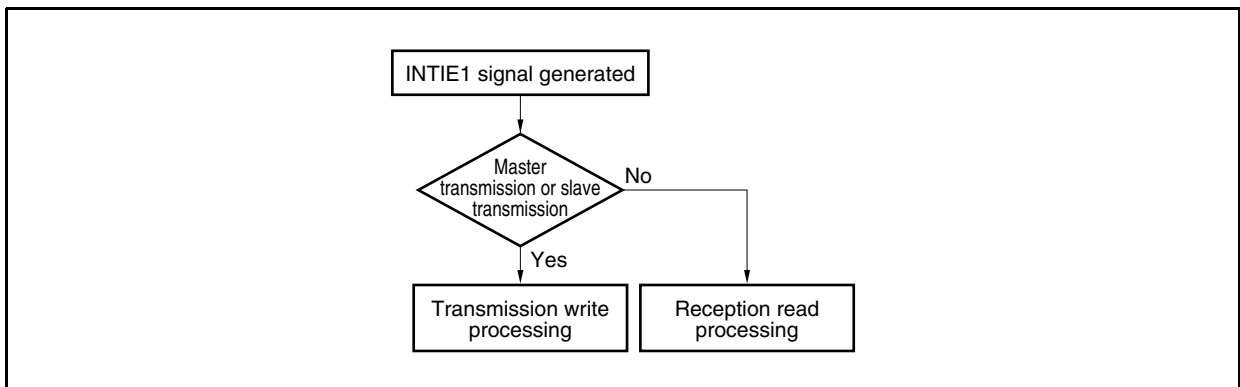 INTIE1 signal generated
Master
transmission or slave
transmission
No
Yes
Transmission write
processing
Reception read
processing